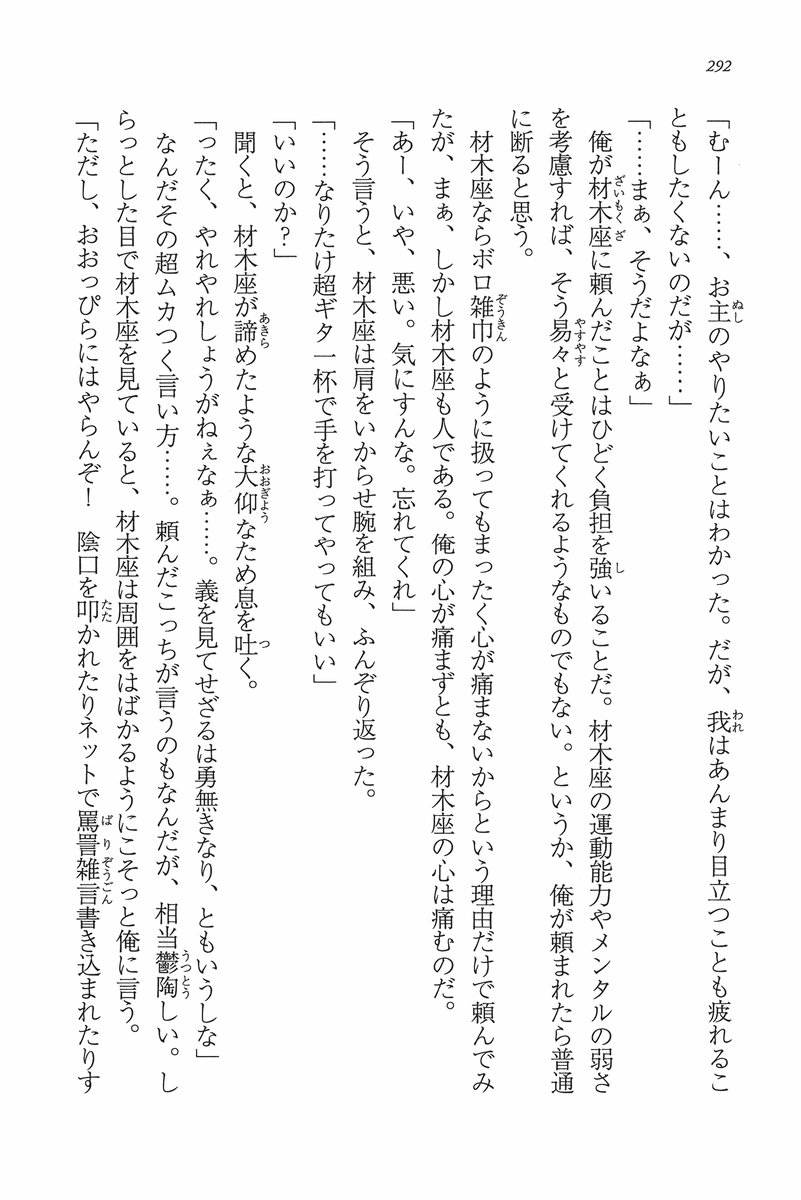 292
「むーん……、お主のやりたいことはわかった。だが、我はあんまり目立つことも疲れるこ
ともしたくないのだが……」
「……まぁ、そうだよなぁ」
俺が材木座に頼んだことはひどく負担を強いることだ。材木座の運動能力やメンタルの弱さ
を考慮すれば、そう易々と受けてくれるようなものでもない。というか、俺が頼まれたら普通
に断ると思う。
材木座ならボロ雑巾のように扱ってもまったく心が痛まないからという理由だけで頼んでみ
たが、まぁ、しかし材木座も人である。俺の心が痛まずとも、材木座の心は痛むのだ。
「あー、いや、悪い。気にすんな。忘れてくれ」
そう言うと、材木座は肩をいからせ腕を組み、ふんぞり返った。
「……なりたけ超ギタ一杯で手を打ってやってもいい」
「いいのか？」
聞くと、材木座が諦めたような大仰なため息を吐く。
「ったく、やれやれしょうがねぇなぁ……。義を見てせざるは勇無きなり、ともいうしな」
なんだその超ムカつく言い方……。頼んだこっちが言うのもなんだが、相当鬱陶しい。し
らっとした目で材木座を見ていると、材木座は周囲をはばかるようにこそっと俺に言う。
「ただし、おおっぴらにはやらんぞ！　陰口を叩かれたりネットで罵詈雑言書き込まれたりす